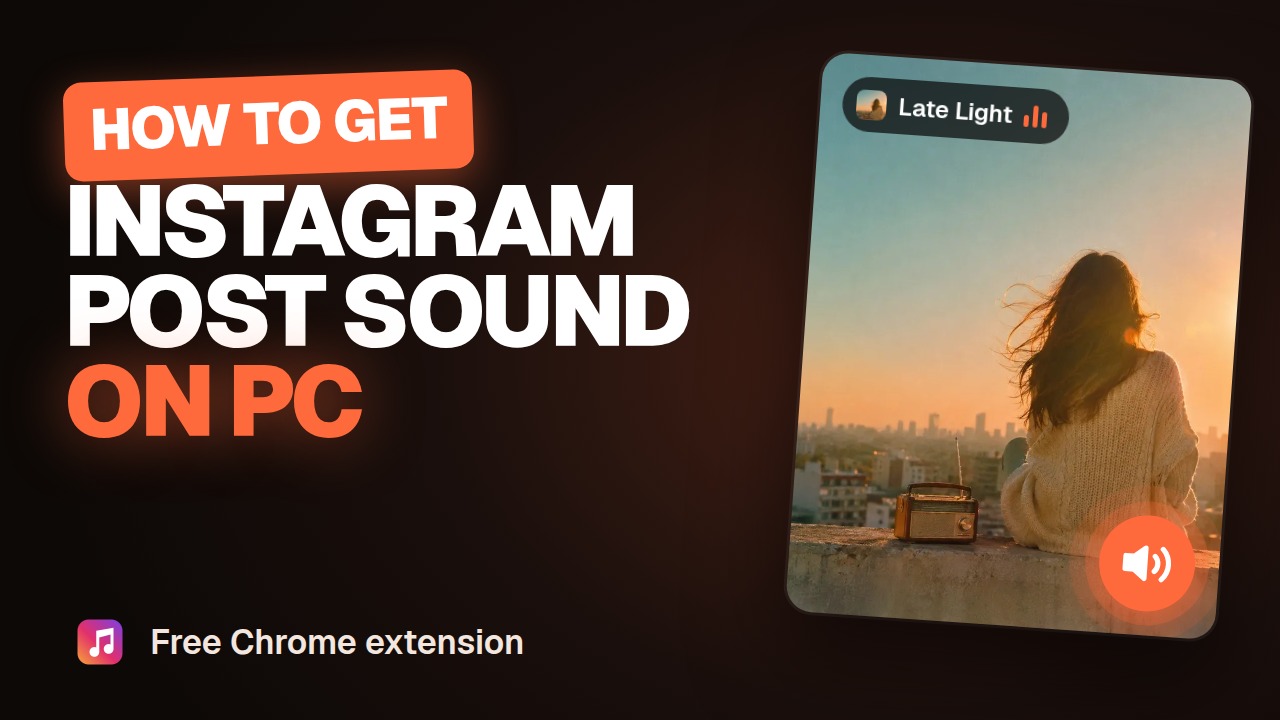 HOW TO GET
INSTAGRAM
POST SOUND
ON PC
Late Light
Free Chrome extension